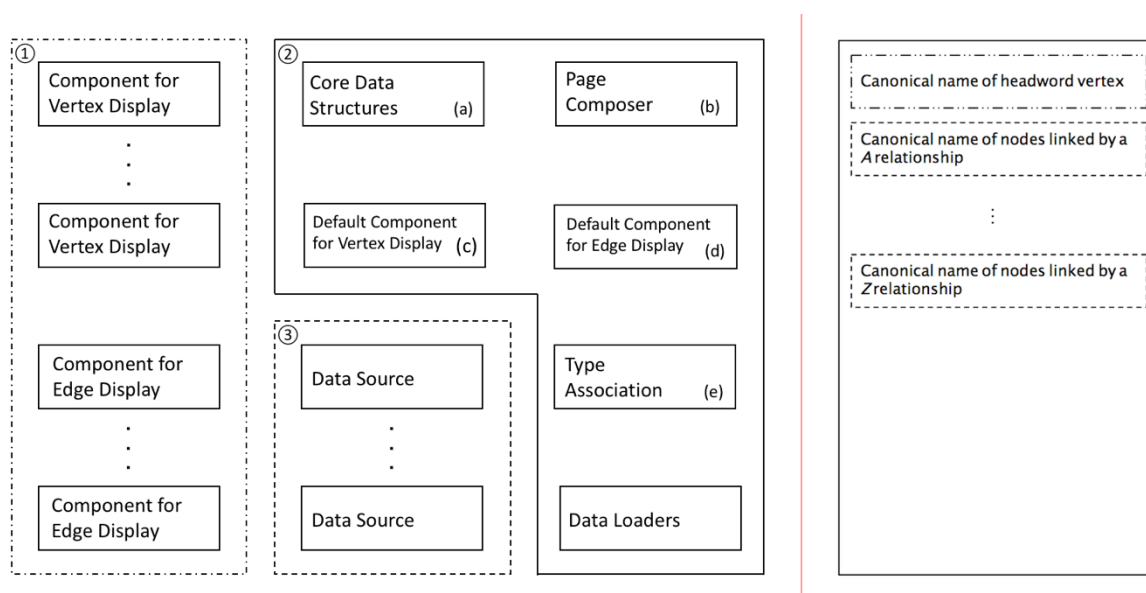 ①
Component for
Vertex Display
.
.
.
Component for
Vertex Display
Component for
Edge Display
.
.
.
Component for
Edge Display
②
Core Data
Structures (a)
Page
Composer (b)
Default Component
for Vertex Display (c)
Default Component
for Edge Display (d)
Type
Association (e)
Data Loaders
③
Data Source
.
.
.
Data Source
Canonical name of headword vertex
Canonical name of nodes linked by a
A relationship
⋮
Canonical name of nodes linked by a
Z relationship